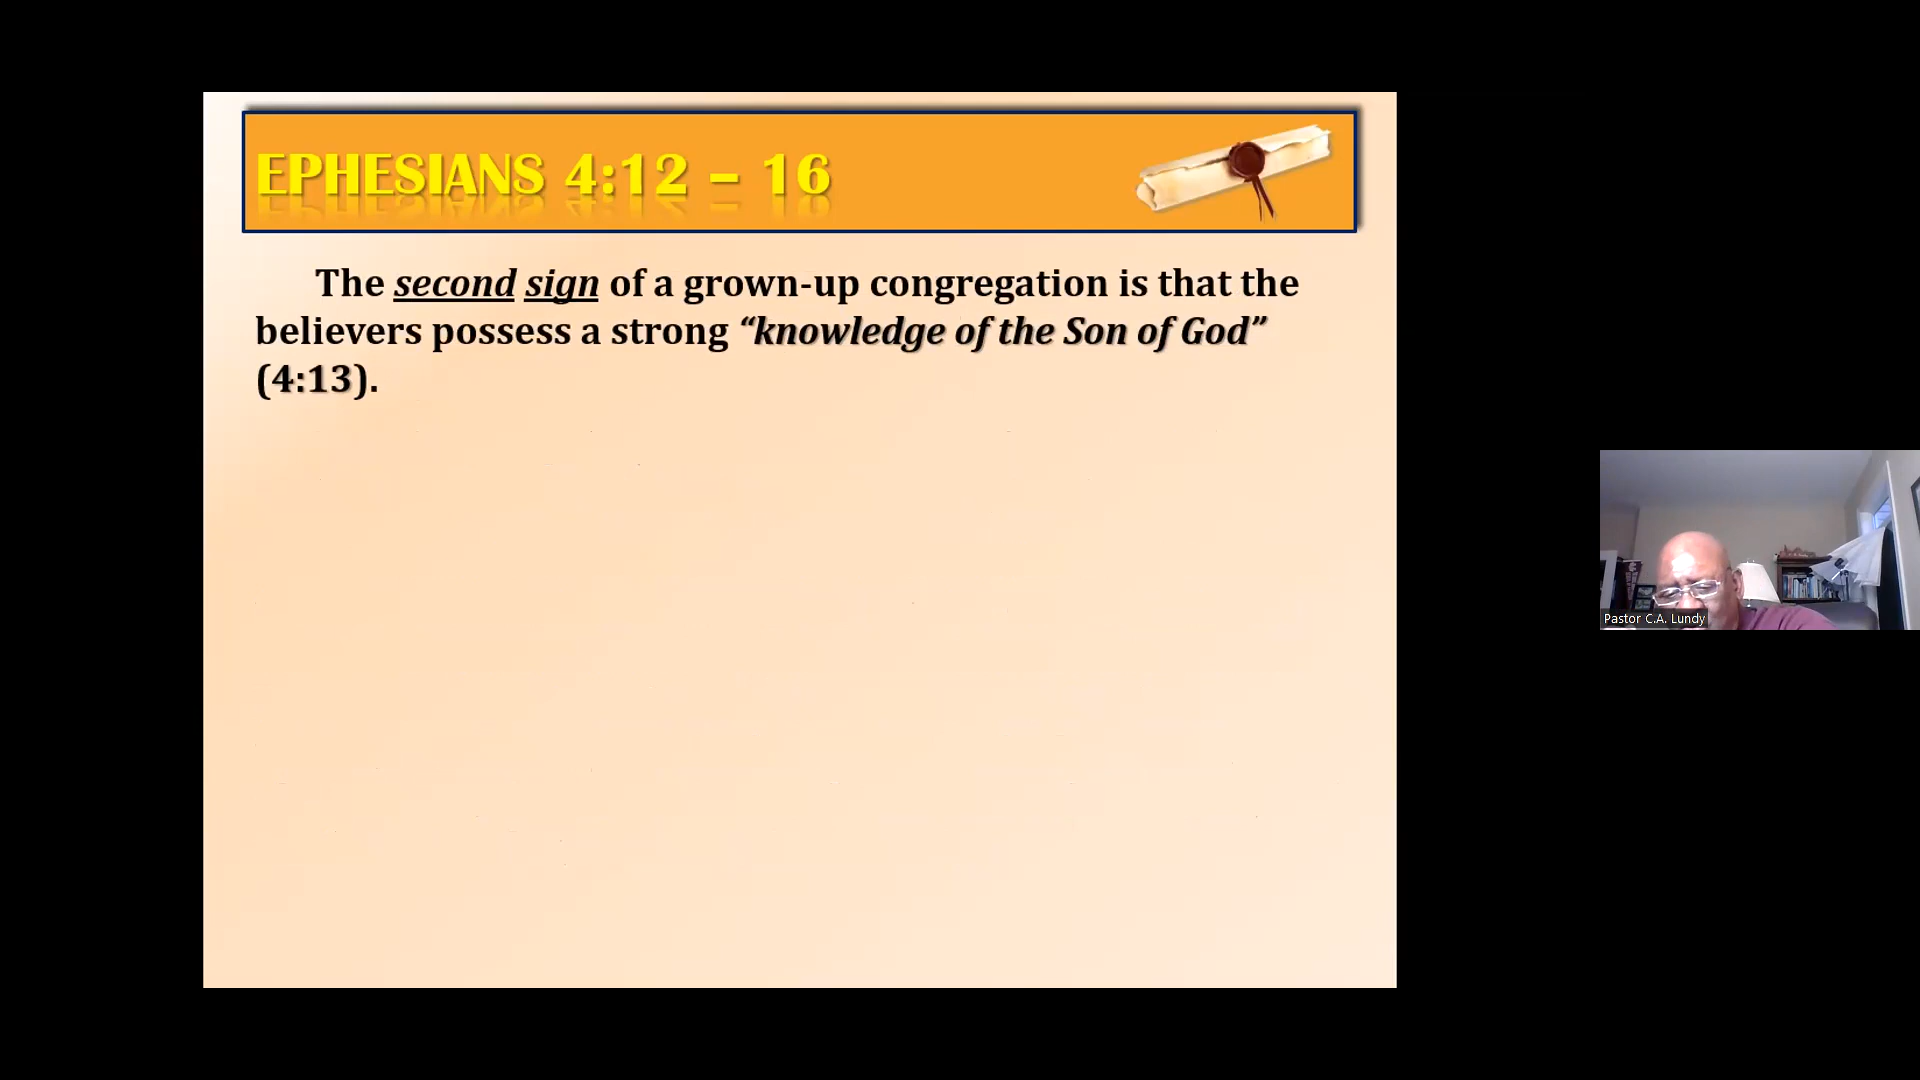 EPHESIANS 4:12 – 16
The second sign of a grown-up congregation is that the
believers possess a strong “knowledge of the Son of God”
(4:13).
Pastor C.A. Lundy